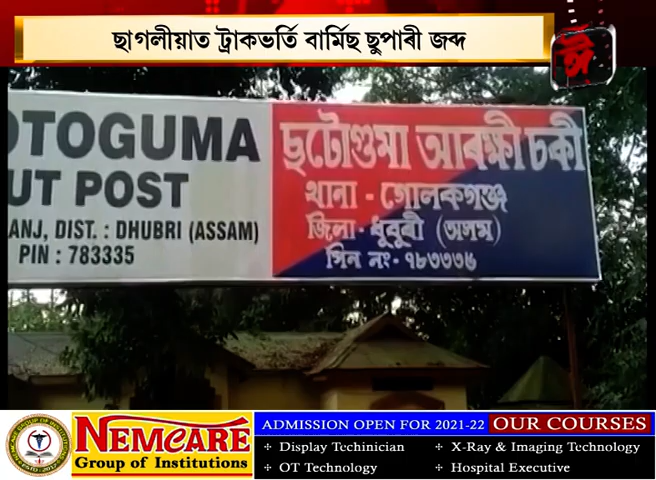 ছাগলীয়াত ট্ৰাকভৰ্তি বাৰ্মিছ ছুপাৰী জব্দ
OTOGUMA
UT POST
ANJ, DIST. : DHUBRI (ASSAM)
PIN : 783335
ছটোগুমা আৰক্ষী চকী
থানা - গোলকগঞ্জ
জিলা - ধুবুৰী (অসম)
পিন নং - ৭৮৩৩৩৫
NEMCARE
Group of Institutions
ADMISSION OPEN FOR 2021-22 OUR COURSES
Display Techinician
X-Ray & Imaging Technology
OT Technology
Hospital Executive